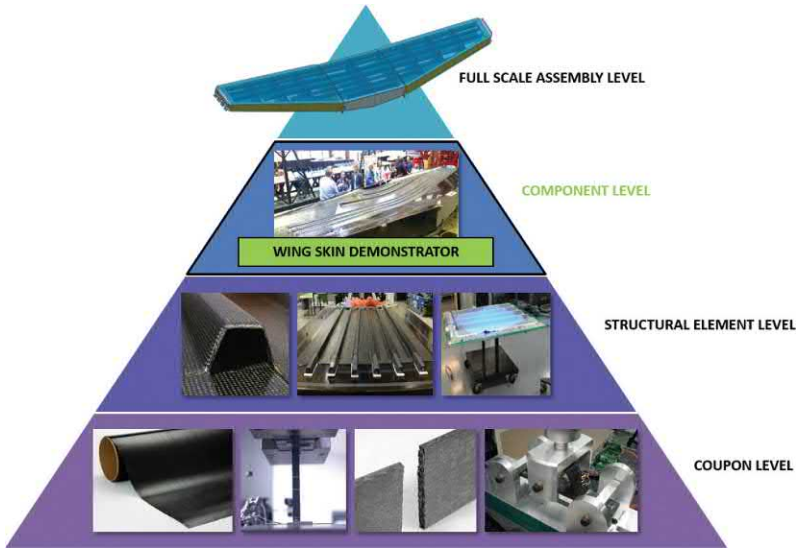 FULL SCALE ASSEMBLY LEVEL
COMPONENT LEVEL
WING SKIN DEMONSTRATOR
STRUCTURAL ELEMENT LEVEL
COUPON LEVEL